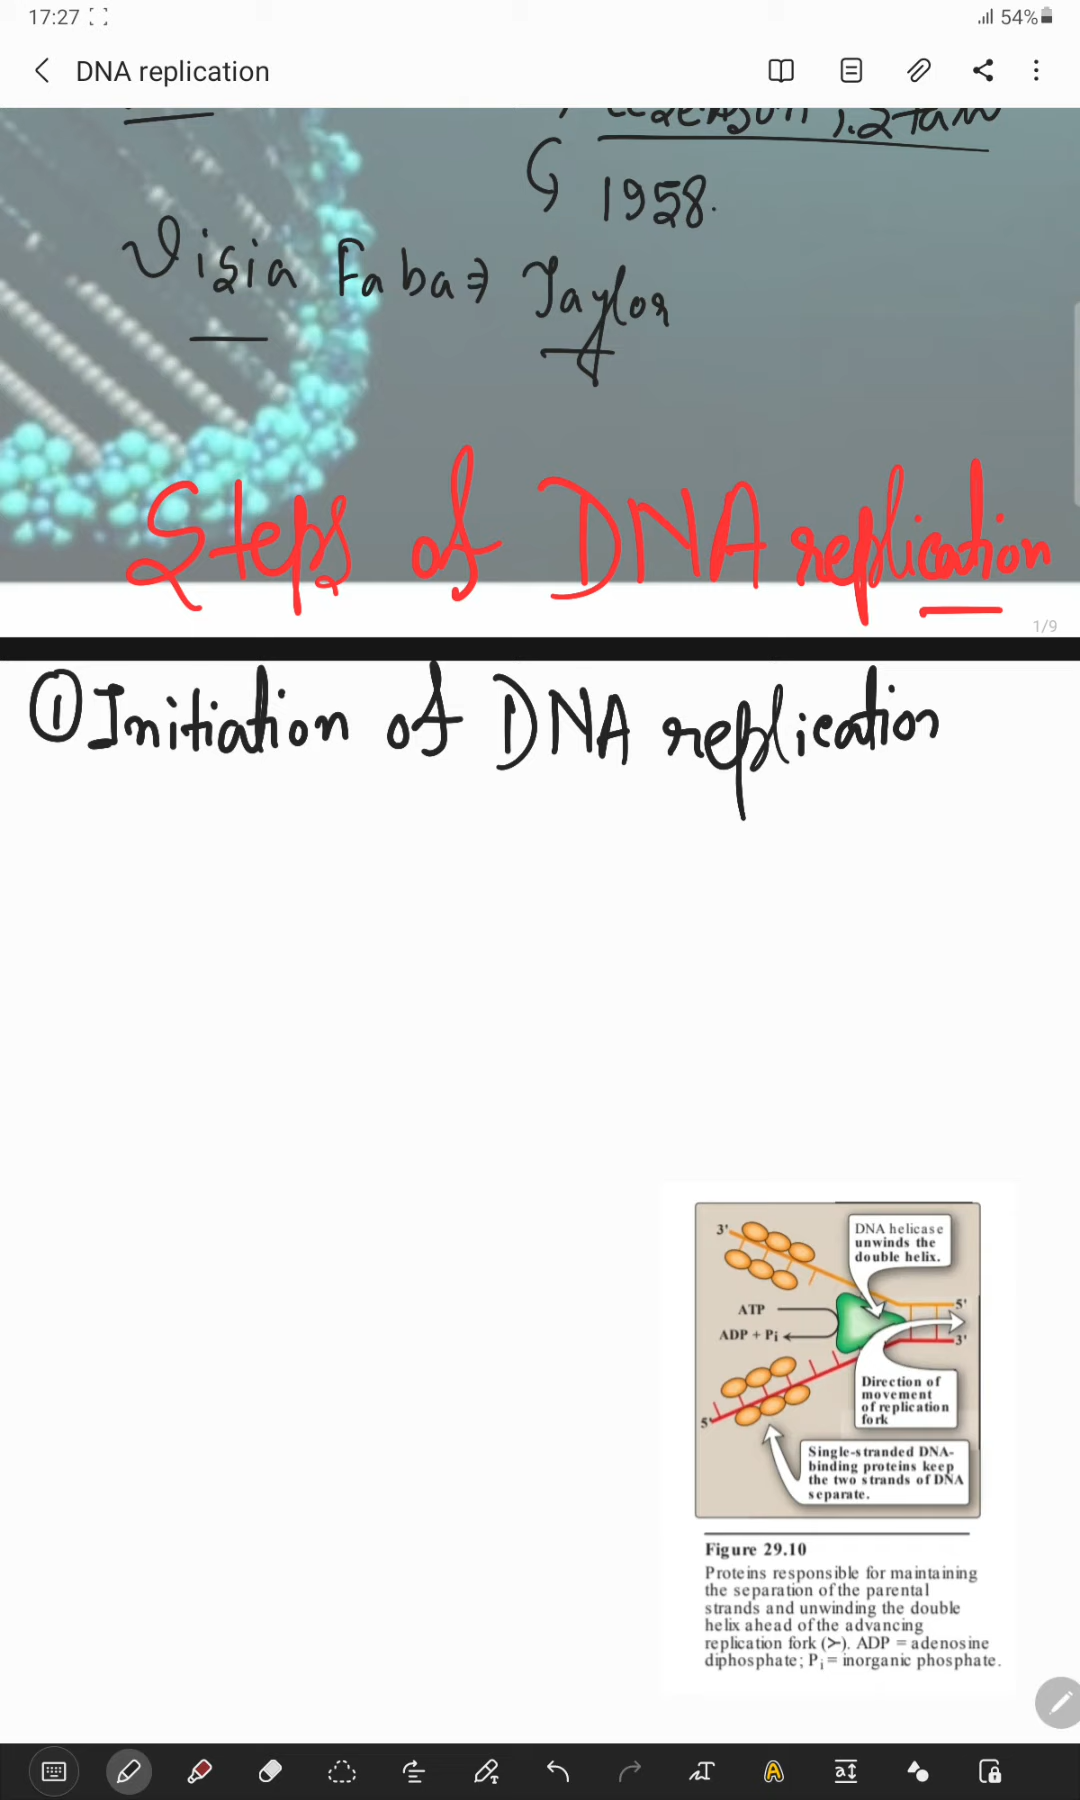 17:27
54%
DNA replication
1958.
Visia Faba⇒ Taylor
Steps of DNA replication
1/9
① Initiation of DNA replication
3'
DNA helicase
unwinds the
double helix.
ATP
5'
ADP + Pi
3'
Direction of
movement
of replication
fork
5'
Single-stranded DNA-
binding proteins keep
the two strands of DNA
separate.
Figure 29.10
Proteins responsible for maintaining
the separation of the parental
strands and unwinding the double
helix ahead of the advancing
replication fork (≻). ADP = adenosine
diphosphate; Pi = inorganic phosphate.